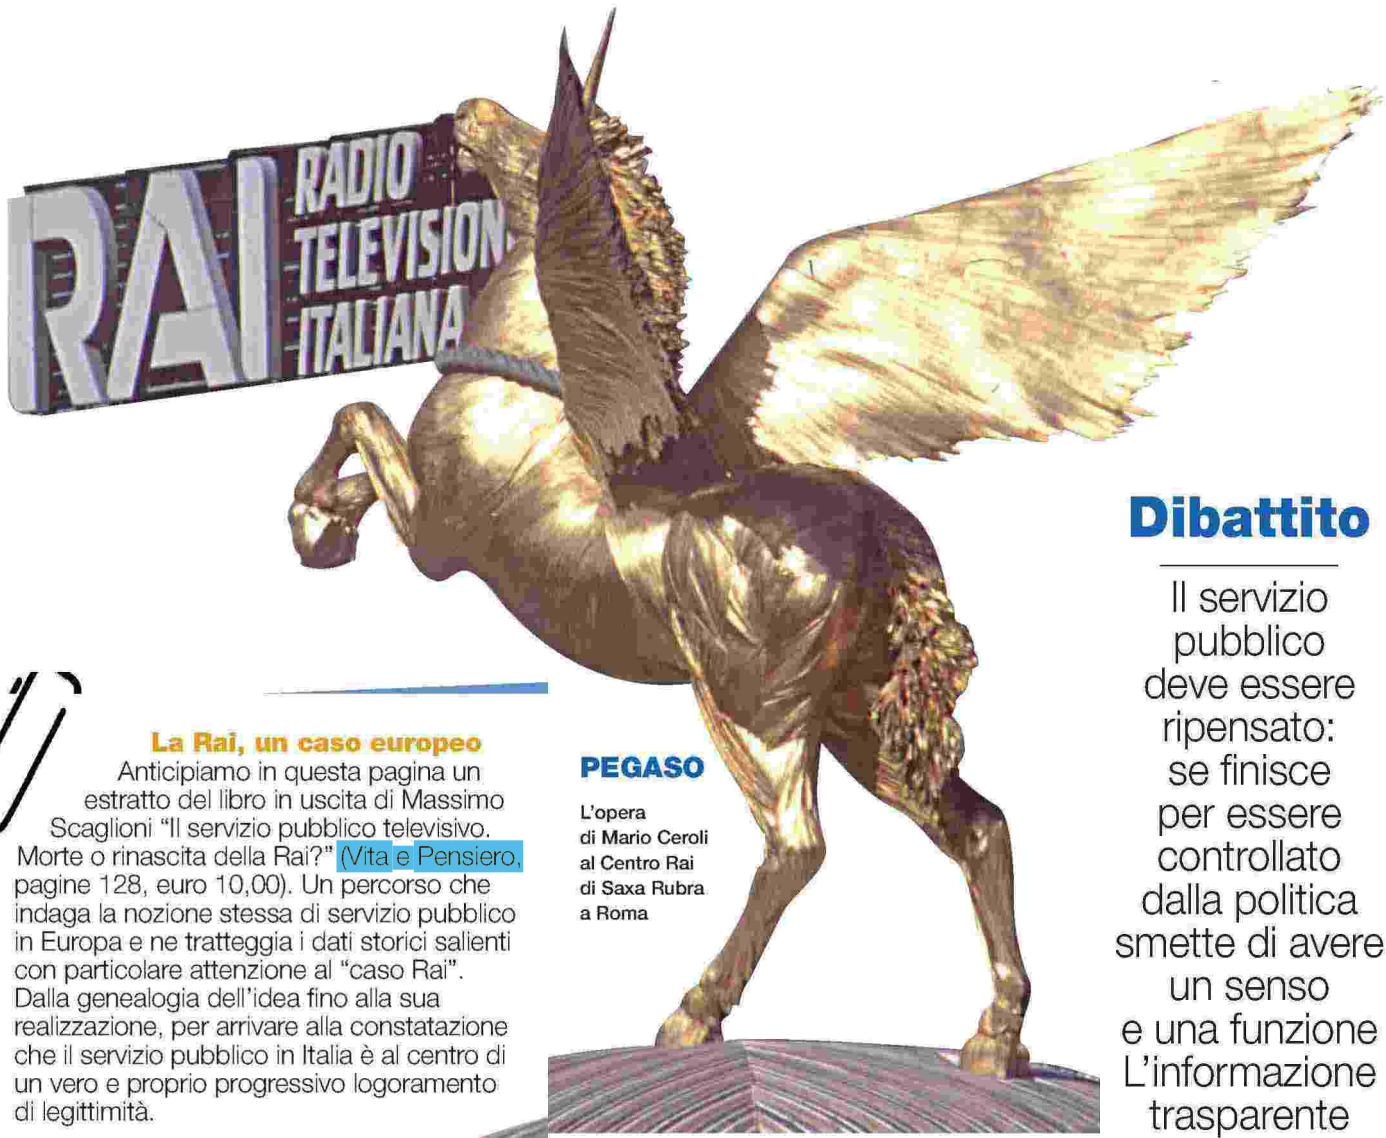 RAI
RADIO
TELEVISION
ITALIANA
Dibattito
Il servizio
pubblico
deve essere
ripensato:
se finisce
per essere
controllato
dalla politica
smette di avere
un senso
e una funzione
L'informazione
trasparente
La Rai, un caso europeo
Anticipiamo in questa pagina un
estratto del libro in uscita di Massimo
Scaglioni “Il servizio pubblico televisivo.
Morte o rinascita della Rai?” (Vita e Pensiero,
pagine 128, euro 10,00). Un percorso che
indaga la nozione stessa di servizio pubblico
in Europa e ne tratteggia i dati storici salienti
con particolare attenzione al “caso Rai”.
Dalla genealogia dell'idea fino alla sua
realizzazione, per arrivare alla constatazione
che il servizio pubblico in Italia è al centro di
un vero e proprio progressivo logoramento
di legittimità.
PEGASO
L'opera
di Mario Ceroli
al Centro Rai
di Saxa Rubra
a Roma